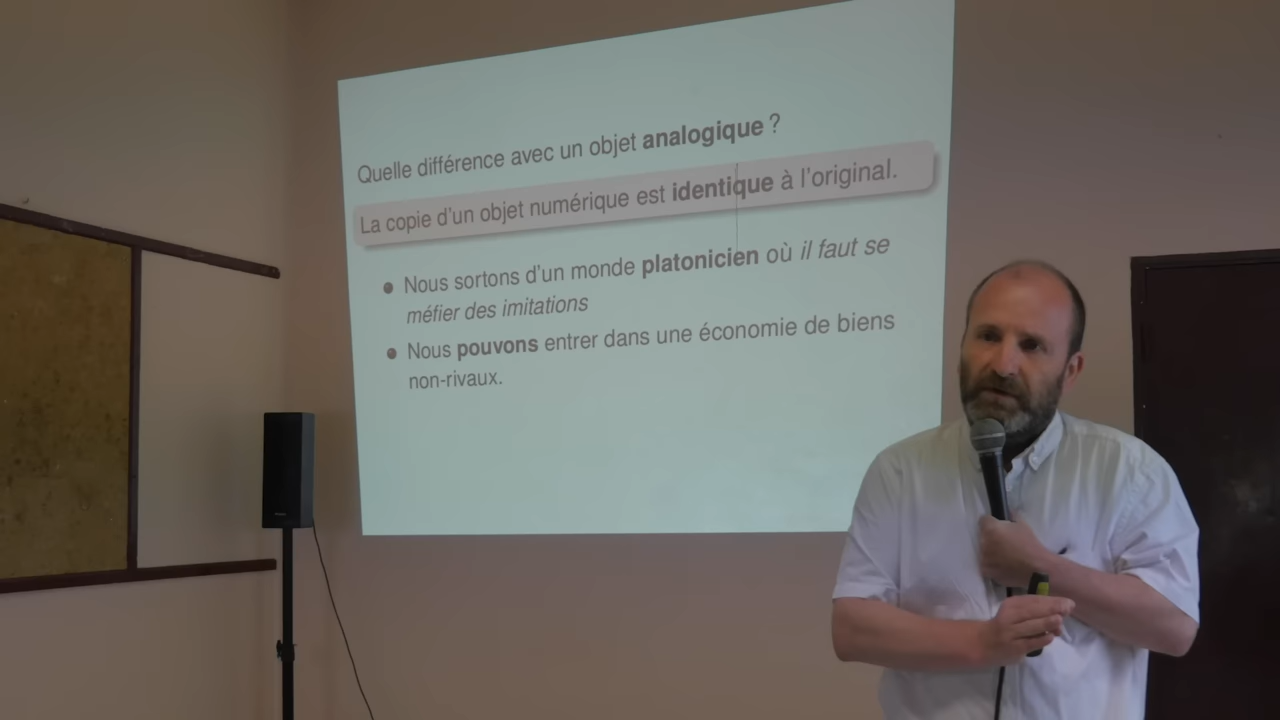 Quelle différence avec un objet analogique ?
La copie d'un objet numérique est identique à l'original.
Nous sortons d'un monde platonicien où il faut se
méfier des imitations
Nous pouvons entrer dans une économie de biens
non-rivaux.